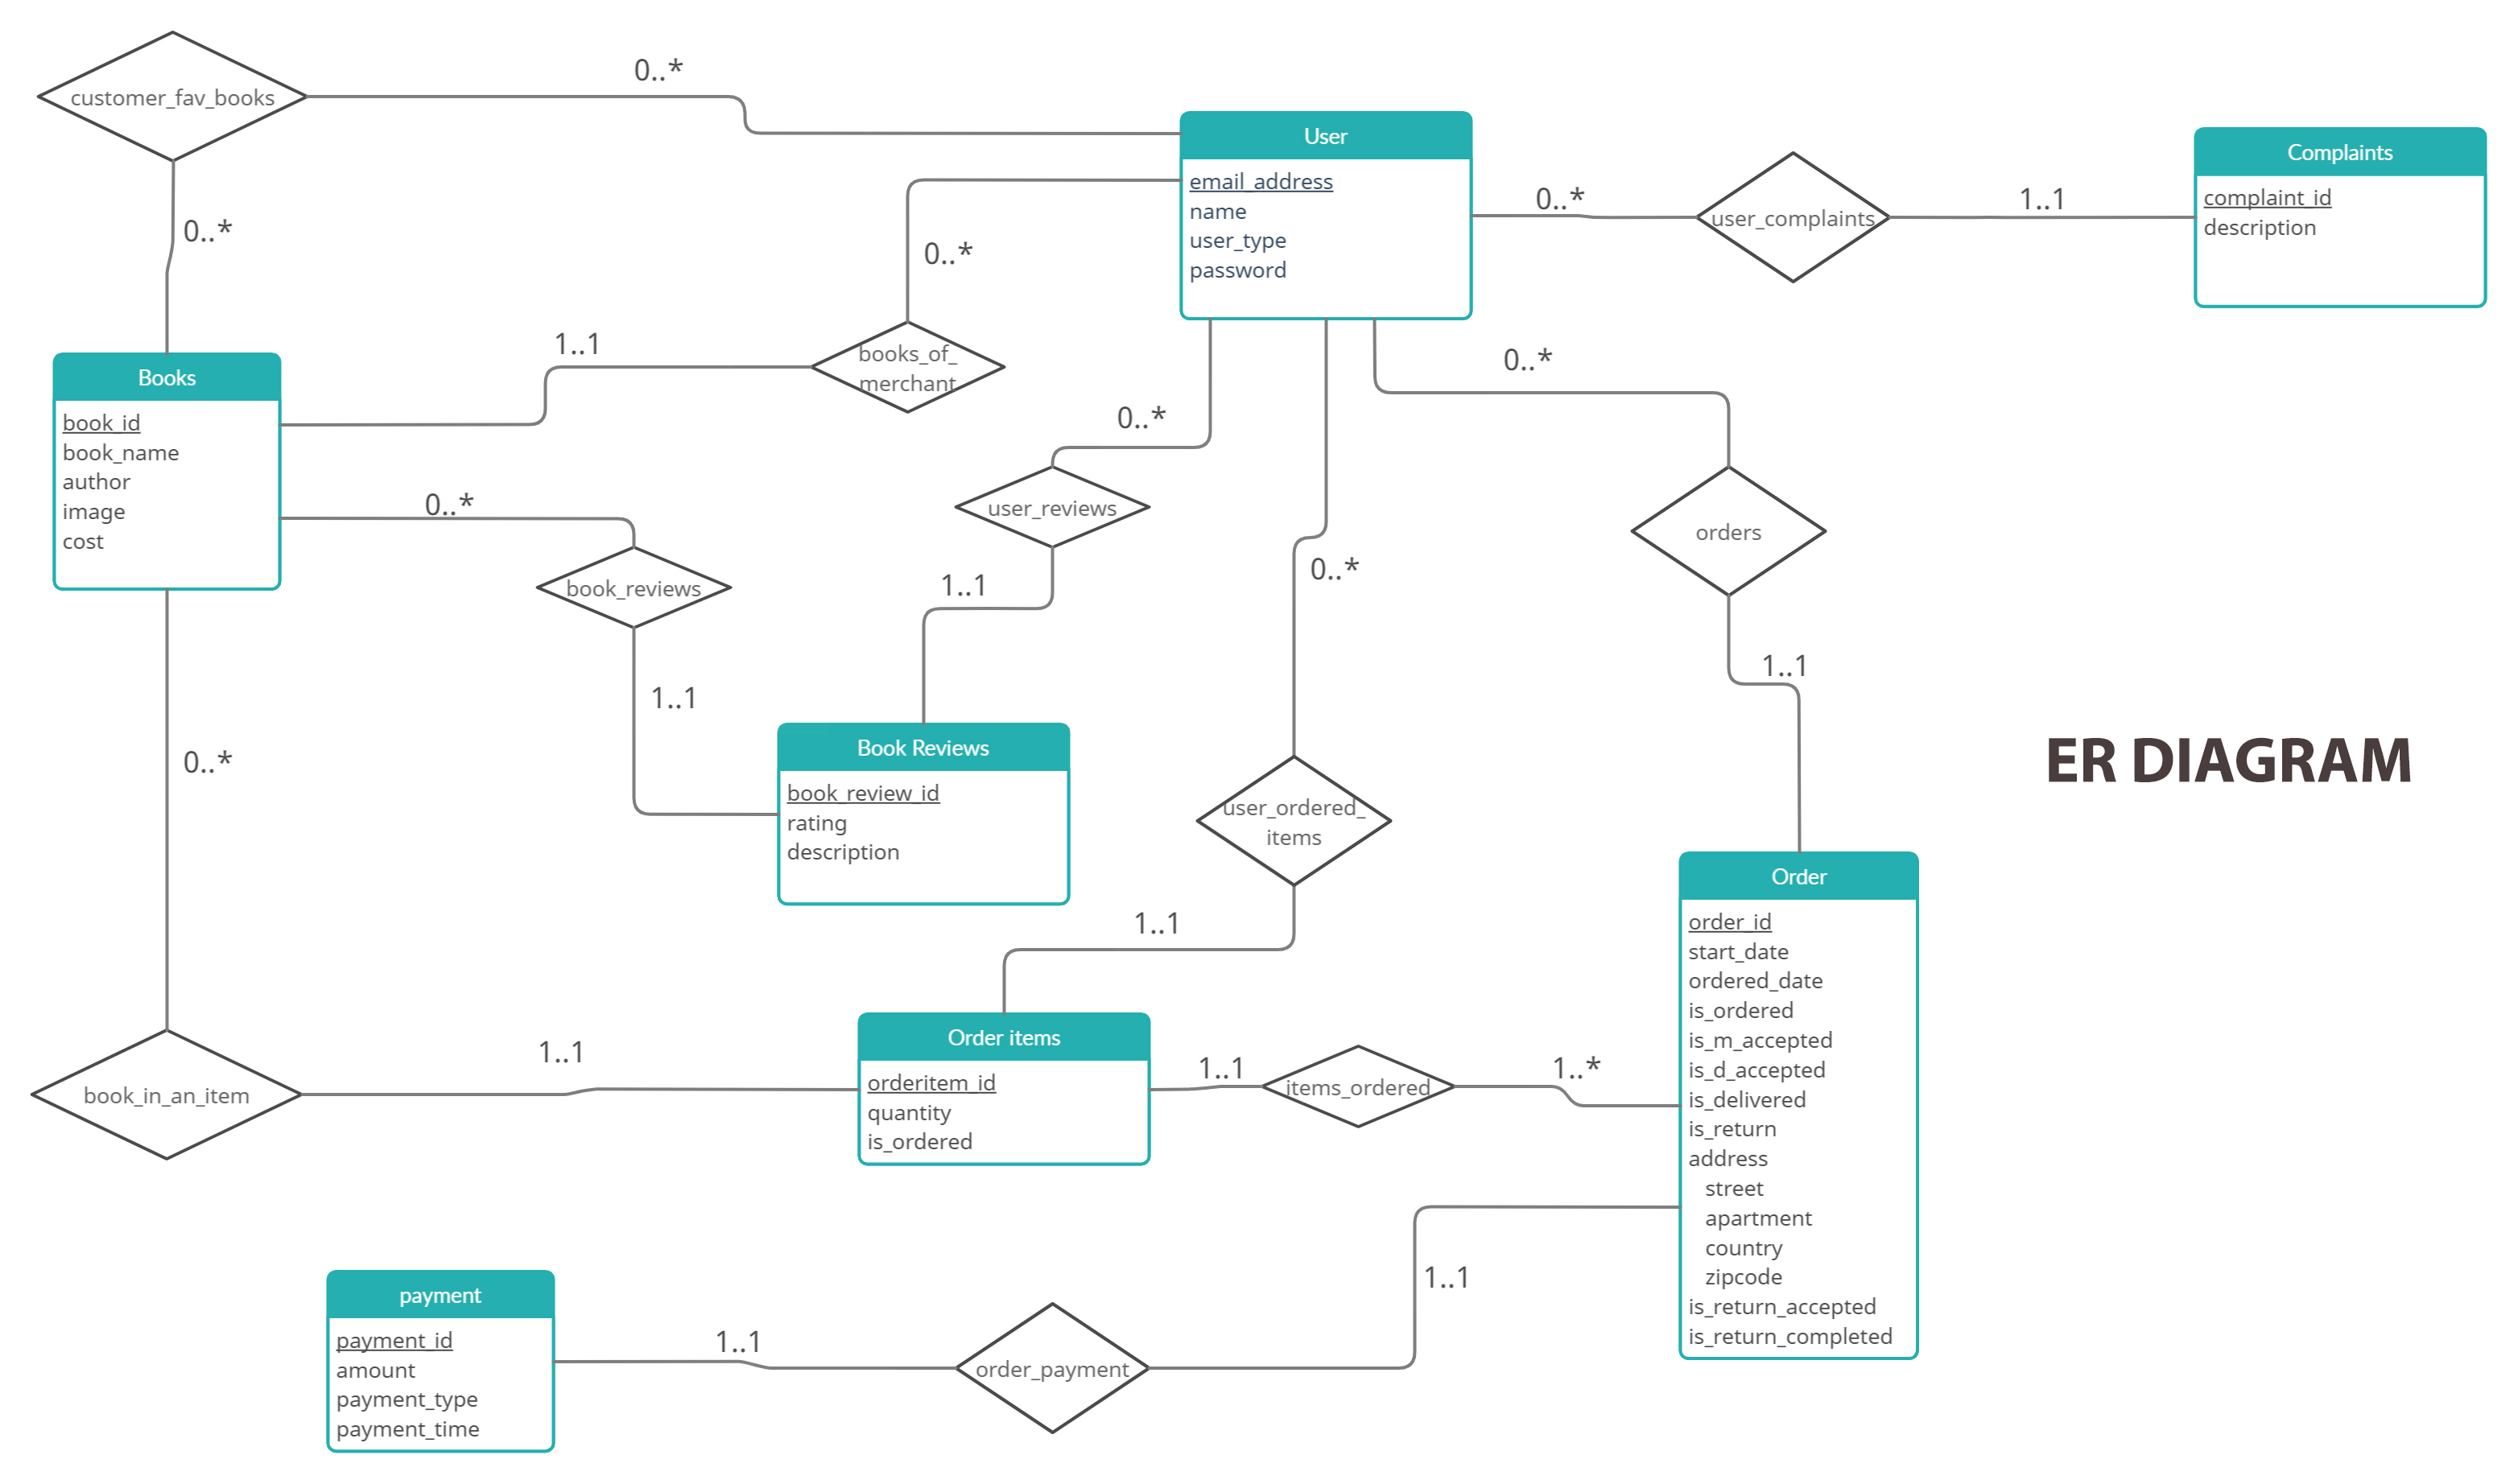 customer_fav_books
0..*
0..*
User
email_address
name
user_type
password
0..*
user_complaints
1..1
Complaints
complaint_id
description
0..*
books_of_
merchant
1..1
Books
book_id
book_name
author
image
cost
0..*
book_reviews
1..1
0..*
user_reviews
1..1
Book Reviews
book_review_id
rating
description
0..*
user_ordered_
items
1..1
0..*
orders
1..1
ER DIAGRAM
Order
order_id
start_date
ordered_date
is_ordered
is_m_accepted
is_d_accepted
is_delivered
is_return
address
street
apartment
country
zipcode
is_return_accepted
is_return_completed
0..*
book_in_an_item
1..1
Order items
orderitem_id
quantity
is_ordered
1..1
items_ordered
1..*
payment
payment_id
amount
payment_type
payment_time
1..1
order_payment
1..1